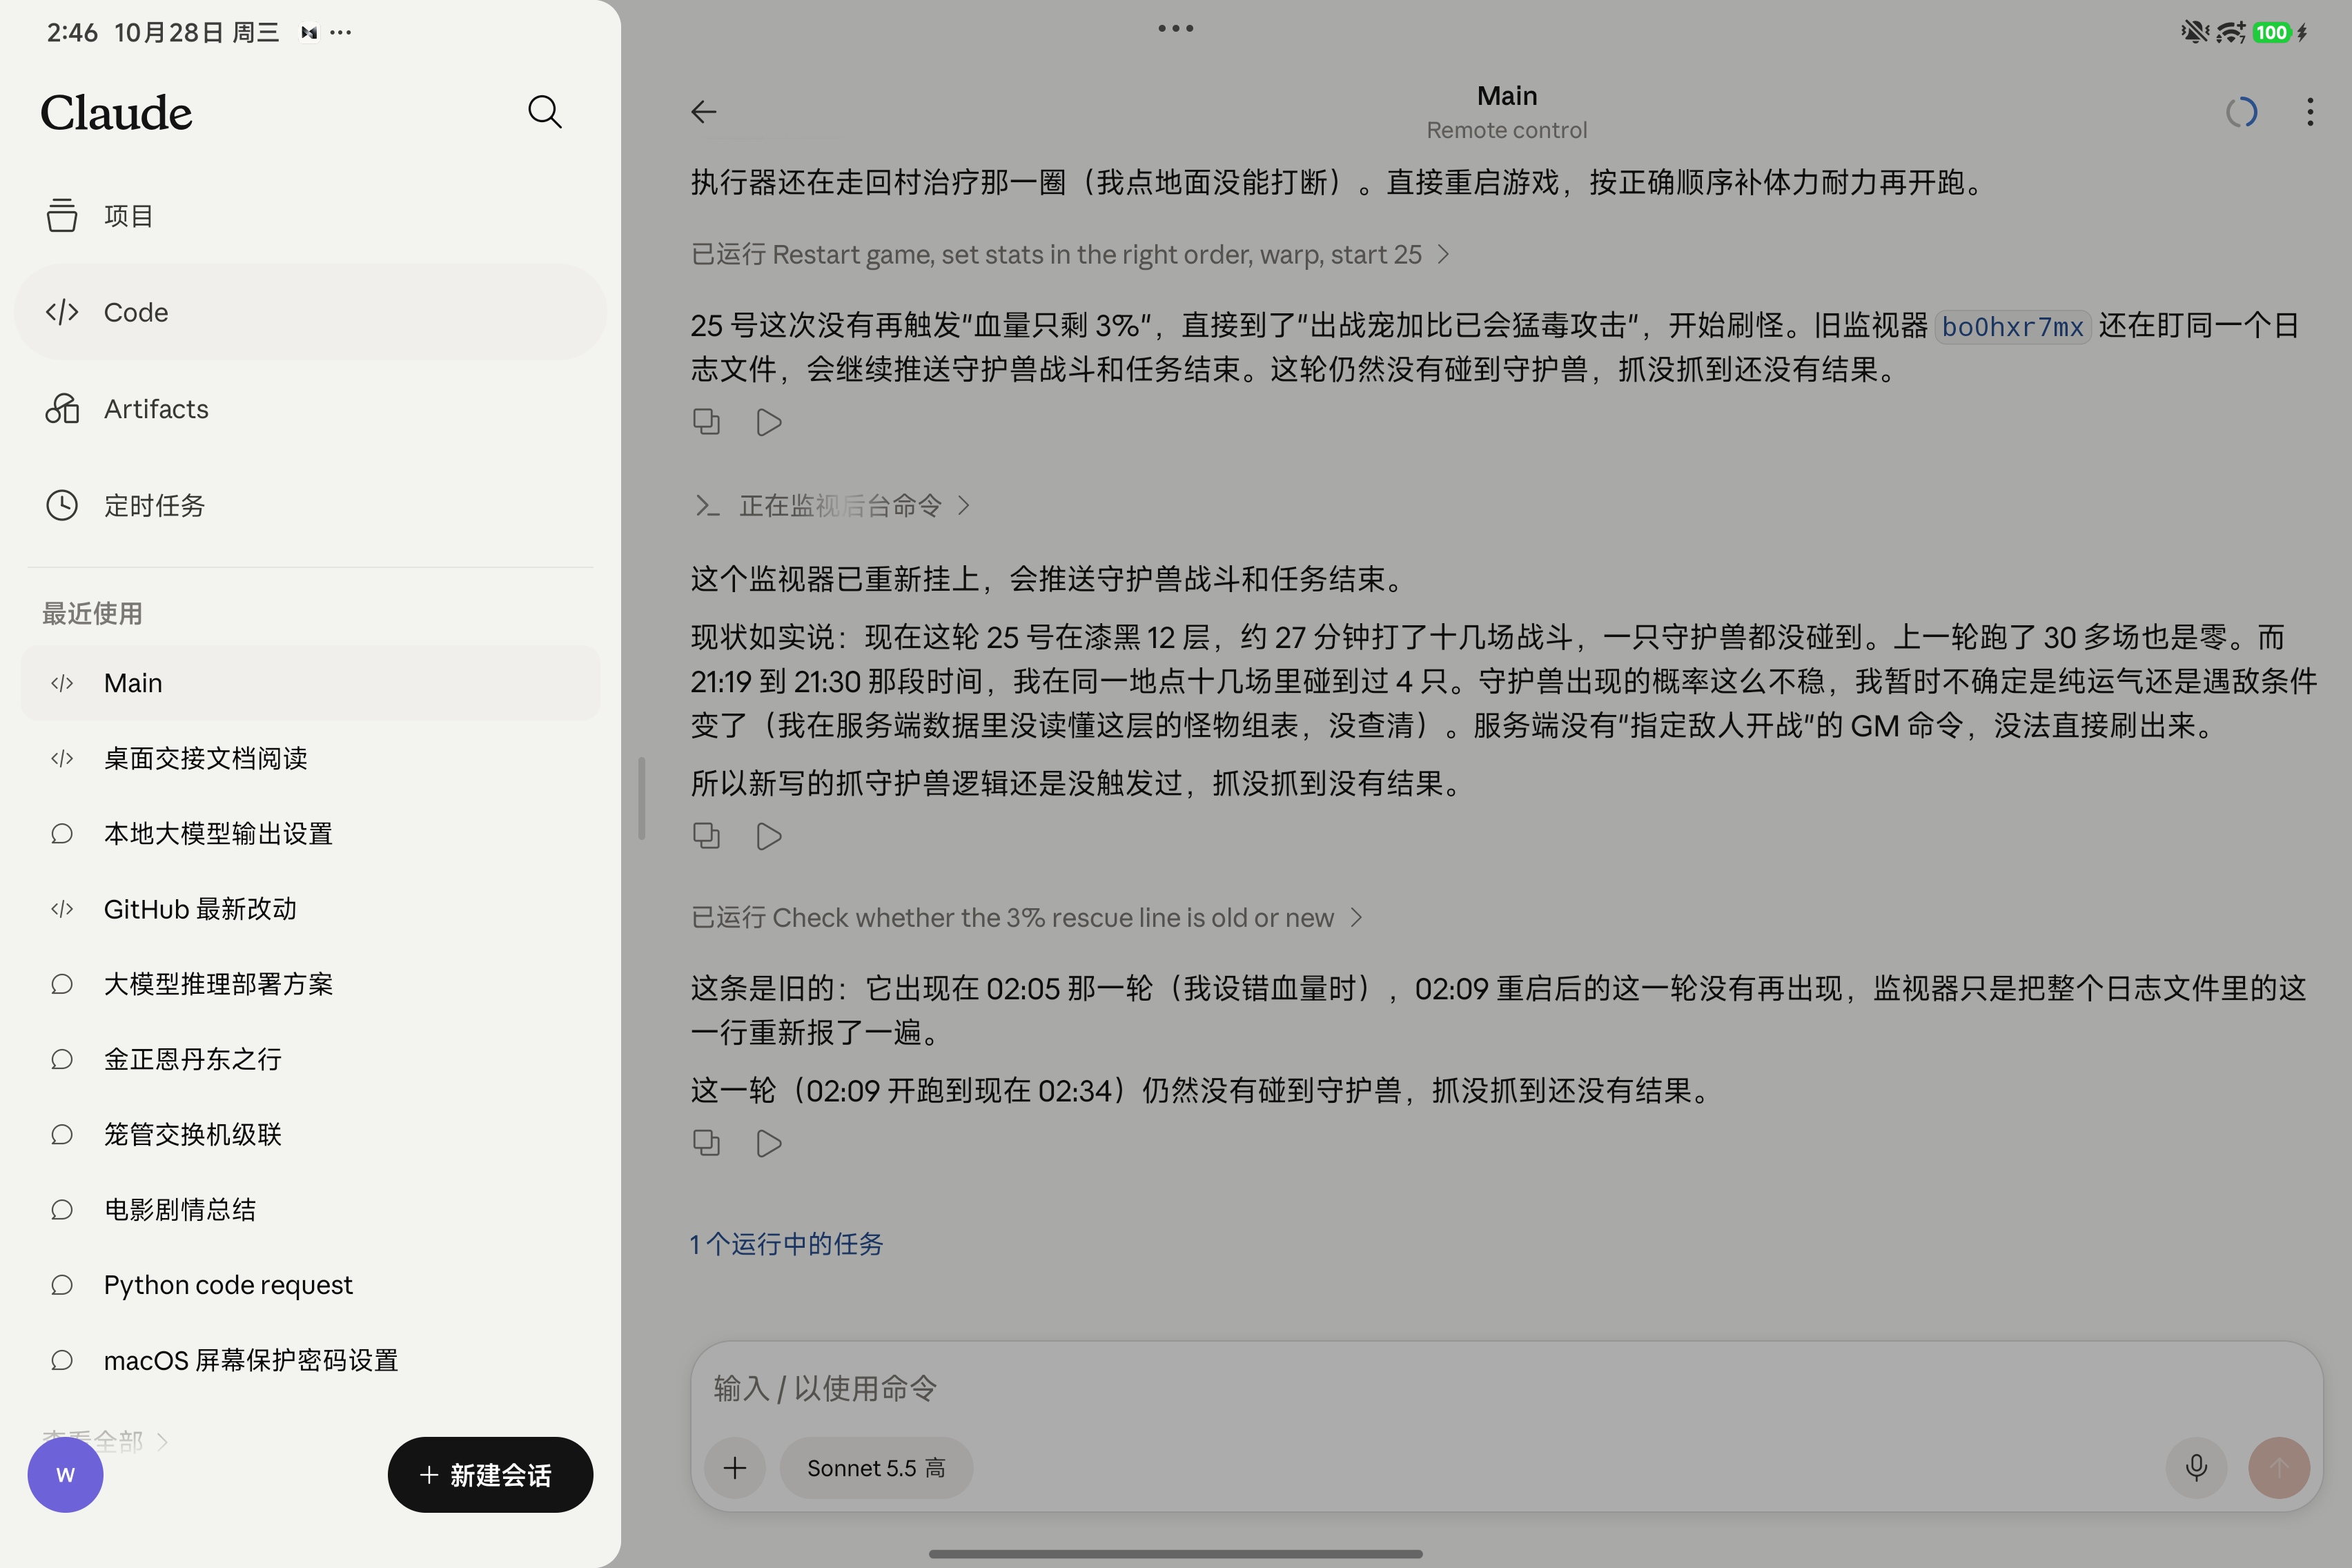 2:46 10月28日 周三
100
Claude
项目
Code
Artifacts
定时任务
最近使用
Main
桌面交接文档阅读
本地大模型输出设置
GitHub 最新改动
大模型推理部署方案
金正恩丹东之行
笼管交换机级联
电影剧情总结
Python code request
macOS 屏幕保护密码设置
查看全部
W
+ 新建会话
Main
Remote control
执行器还在走回村治疗那一圈（我点地面没能打断）。直接重启游戏，按正确顺序补体力耐力再开跑。
已运行 Restart game, set stats in the right order, warp, start 25
25 号这次没有再触发"血量只剩 3%"，直接到了"出战宠加比已会猛毒攻击"，开始刷怪。旧监视器 bo0hxr7mx 还在盯同一个日
志文件，会继续推送守护兽战斗和任务结束。这轮仍然没有碰到守护兽，抓没抓到还没有结果。
正在监视后台命令
这个监视器已重新挂上，会推送守护兽战斗和任务结束。
现状如实说：现在这轮 25 号在漆黑 12 层，约 27 分钟打了十几场战斗，一只守护兽都没碰到。上一轮跑了 30 多场也是零。而
21:19 到 21:30 那段时间，我在同一地点十几场里碰到过 4 只。守护兽出现的概率这么不稳，我暂时不确定是纯运气还是遇敌条件
变了（我在服务端数据里没读懂这层的怪物组表，没查清）。服务端没有"指定敌人开战"的 GM 命令，没法直接刷出来。
所以新写的抓守护兽逻辑还是没触发过，抓没抓到没有结果。
已运行 Check whether the 3% rescue line is old or new
这条是旧的：它出现在 02:05 那一轮（我设错血量时），02:09 重启后的这一轮没有再出现，监视器只是把整个日志文件里的这
一行重新报了一遍。
这一轮（02:09 开跑到现在 02:34）仍然没有碰到守护兽，抓没抓到还没有结果。
1 个运行中的任务
输入 / 以使用命令
Sonnet 5.5 高